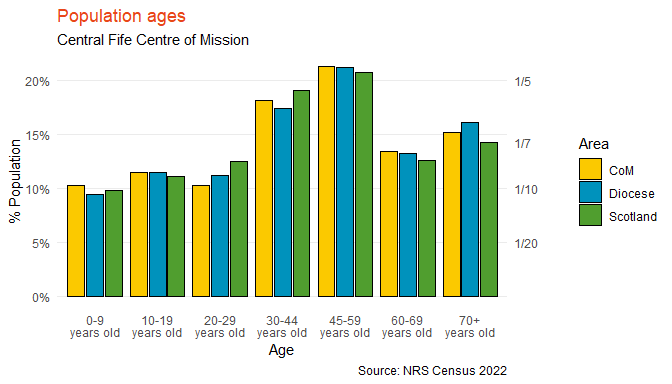 Population ages
Central Fife Centre of Mission
% Population
20%
15%
10%
5%
0%
1/5
1/7
1/10
1/20
0-9
years old
10-19
years old
20-29
years old
30-44
years old
45-59
years old
60-69
years old
70+
years old
Age
Area
CoM
Diocese
Scotland
Source: NRS Census 2022